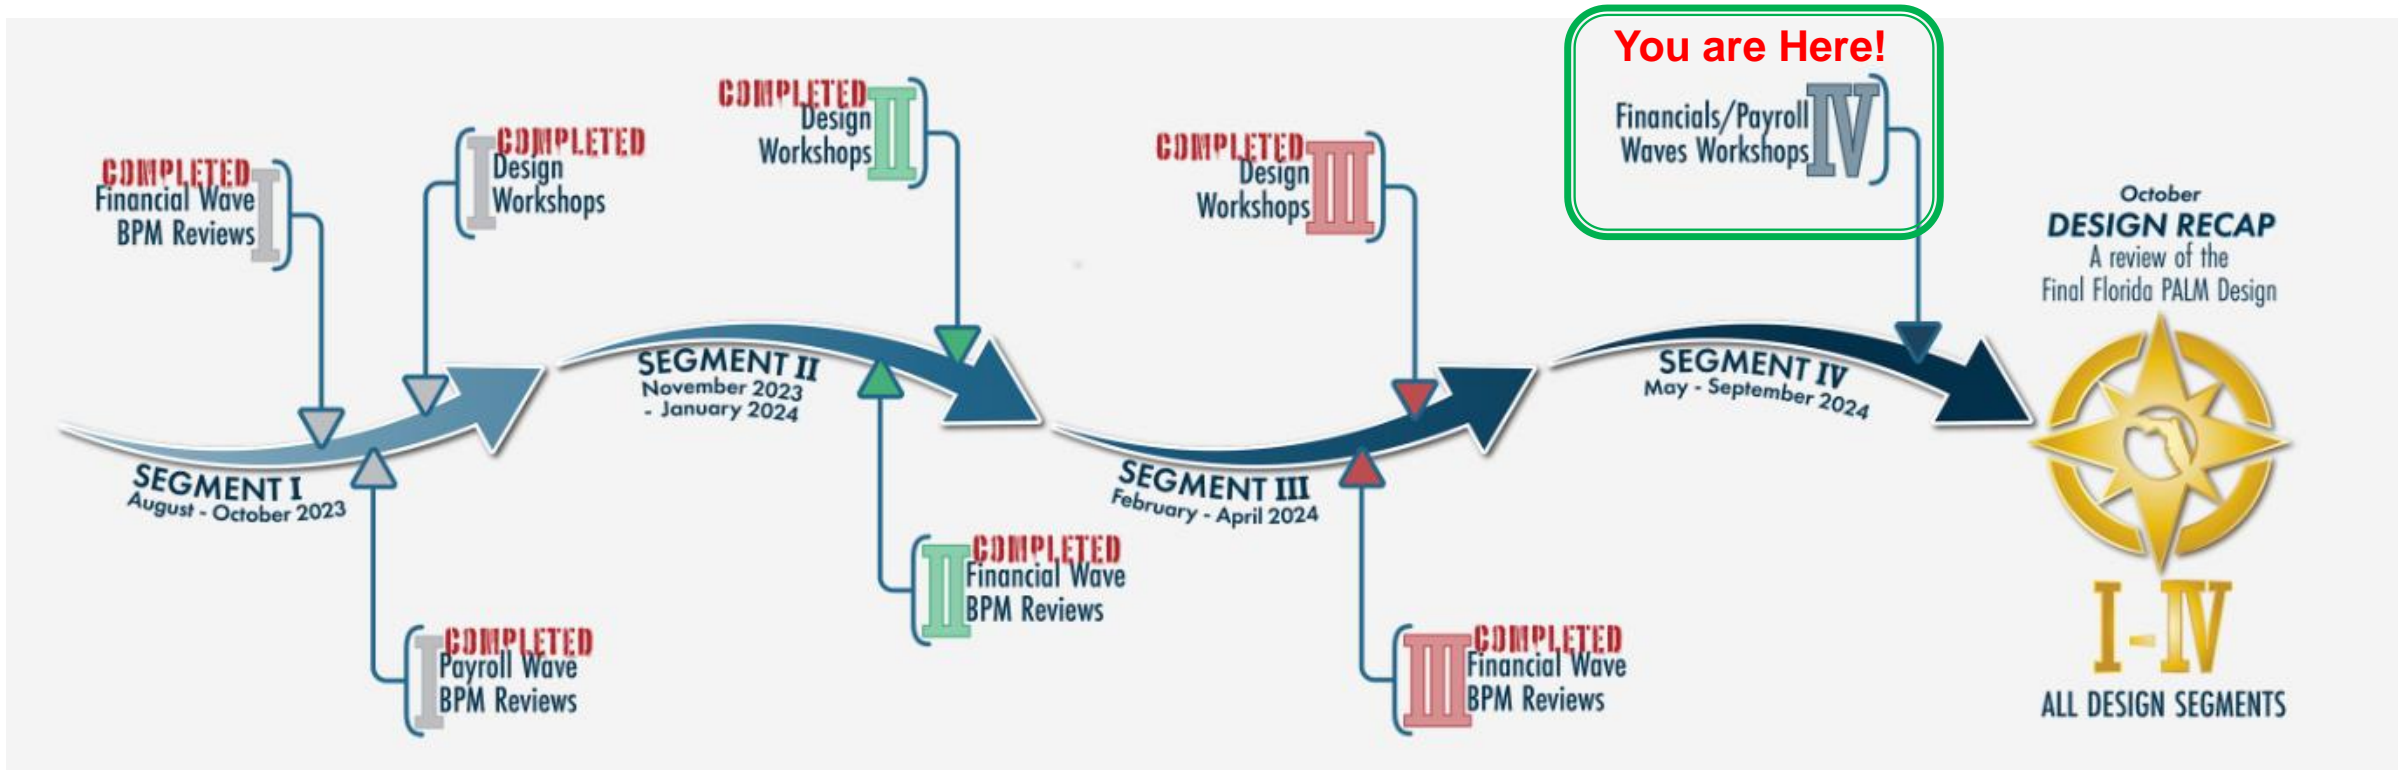 You are Here!
COMPLETED
Financial Wave
BPM Reviews
I
COMPLETED
Design
Workshops
I
COMPLETED
Design
Workshops
II
COMPLETED
Design
Workshops
III
Financials/Payroll
Waves Workshops
IV
October
DESIGN RECAP
A review of the
Final Florida PALM Design
SEGMENT I
August - October 2023
SEGMENT II
November 2023
- January 2024
SEGMENT III
February - April 2024
SEGMENT IV
May - September 2024
COMPLETED
Payroll Wave
BPM Reviews
I
COMPLETED
Financial Wave
BPM Reviews
II
COMPLETED
Financial Wave
BPM Reviews
III
I-IV
ALL DESIGN SEGMENTS